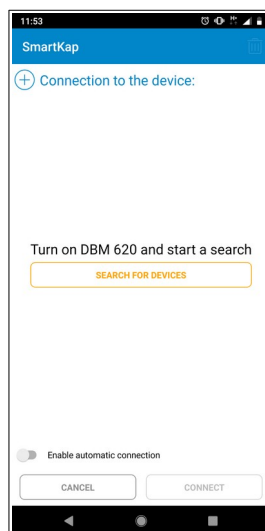 11:53
SmartKap
Connection to the device:
Turn on DBM 620 and start a search
SEARCH FOR DEVICES
Enable automatic connection
CANCEL CONNECT